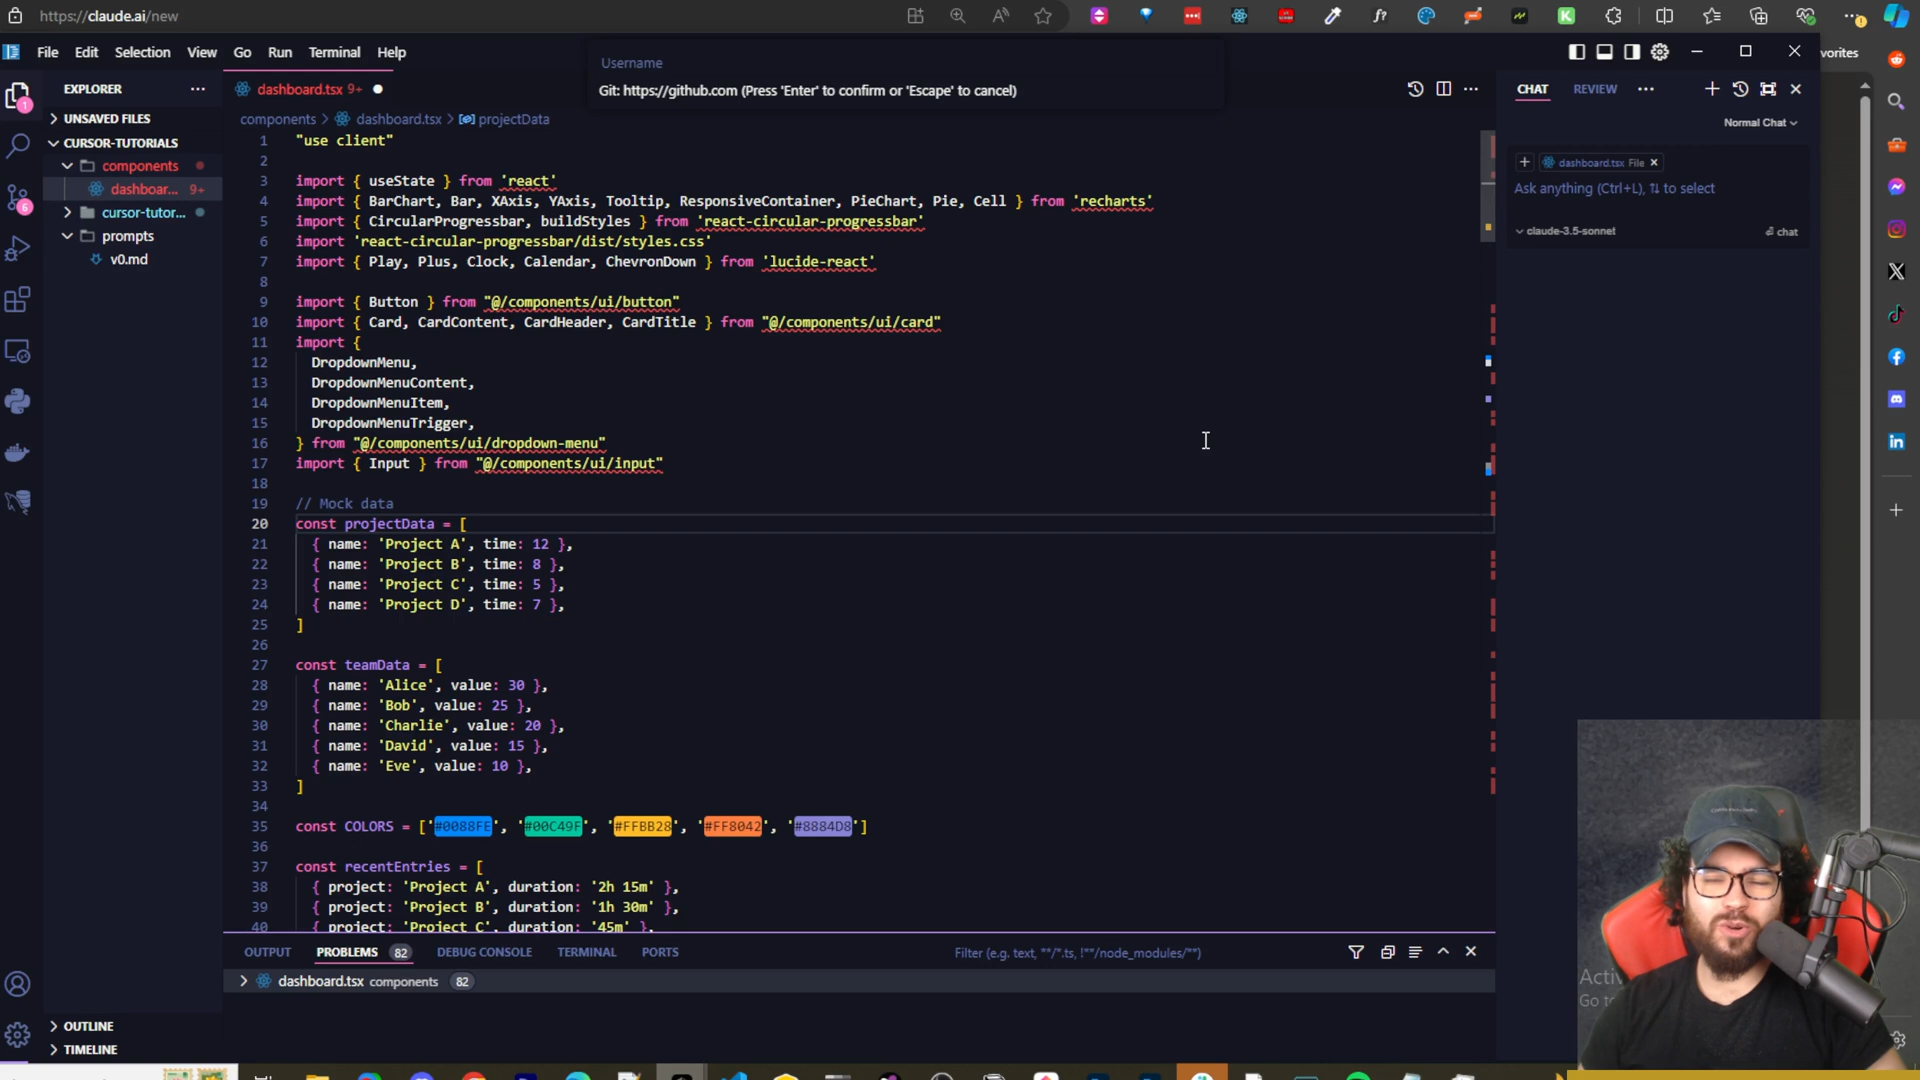 https://claude.ai/new
File Edit Selection View Go Run Terminal Help
vorites
Username
Git: https://github.com (Press 'Enter' to confirm or 'Escape' to cancel)
EXPLORER
1
UNSAVED FILES
CURSOR-TUTORIALS
components
dashboar... 9+
cursor-tutor...
6
prompts
v0.md
OUTLINE
TIMELINE
dashboard.tsx 9+
components > dashboard.tsx > projectData
1 "use client"
2
3 import { useState } from 'react'
4 import { BarChart, Bar, XAxis, YAxis, Tooltip, ResponsiveContainer, PieChart, Pie, Cell } from 'recharts'
5 import { CircularProgressbar, buildStyles } from 'react-circular-progressbar'
6 import 'react-circular-progressbar/dist/styles.css'
7 import { Play, Plus, Clock, Calendar, ChevronDown } from 'lucide-react'
8
9 import { Button } from "@/components/ui/button"
10 import { Card, CardContent, CardHeader, CardTitle } from "@/components/ui/card"
11 import {
12 DropdownMenu,
13 DropdownMenuContent,
14 DropdownMenuItem,
15 DropdownMenuTrigger,
16 } from "@/components/ui/dropdown-menu"
17 import { Input } from "@/components/ui/input"
18
19 // Mock data
20 const projectData = [
21 { name: 'Project A', time: 12 },
22 { name: 'Project B', time: 8 },
23 { name: 'Project C', time: 5 },
24 { name: 'Project D', time: 7 },
25 ]
26
27 const teamData = [
28 { name: 'Alice', value: 30 },
29 { name: 'Bob', value: 25 },
30 { name: 'Charlie', value: 20 },
31 { name: 'David', value: 15 },
32 { name: 'Eve', value: 10 },
33 ]
34
35 const COLORS = ['#0088FE', '#00C49F', '#FFBB28', '#FF8042', '#8884D8']
36
37 const recentEntries = [
38 { project: 'Project A', duration: '2h 15m' },
39 { project: 'Project B', duration: '1h 30m' },
40 { project: 'Project C', duration: '45m' },
OUTPUT PROBLEMS 82 DEBUG CONSOLE TERMINAL PORTS
Filter (e.g. text, **/*.ts, !**/node_modules/**)
dashboard.tsx components 82
CHAT REVIEW
Normal Chat
dashboard.tsx File
Ask anything (Ctrl+L), ⇅ to select
claude-3.5-sonnet
⏎ chat
Activ
Go to